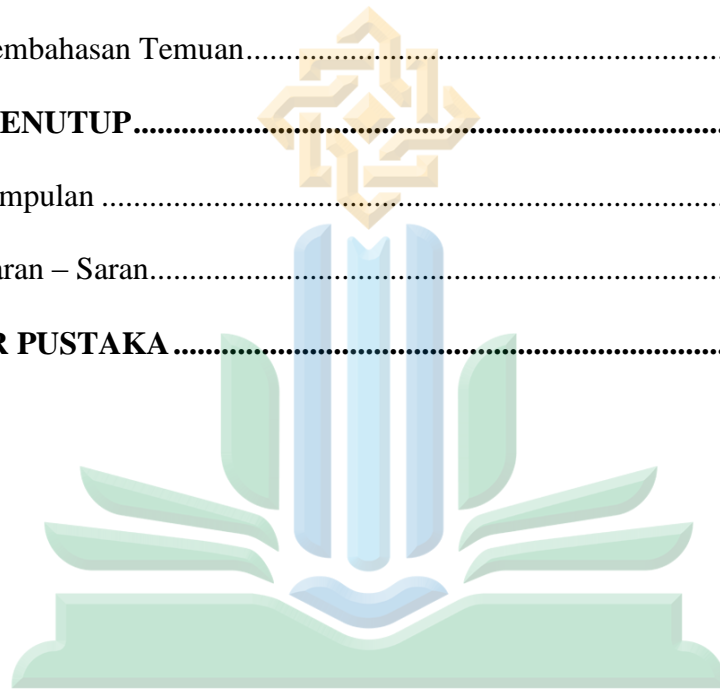 embahasan Temuan..............................................................
ENUTUP...........................................................................
mpulan ..............................................................................
aran – Saran.........................................................................
R PUSTAKA......................................................................